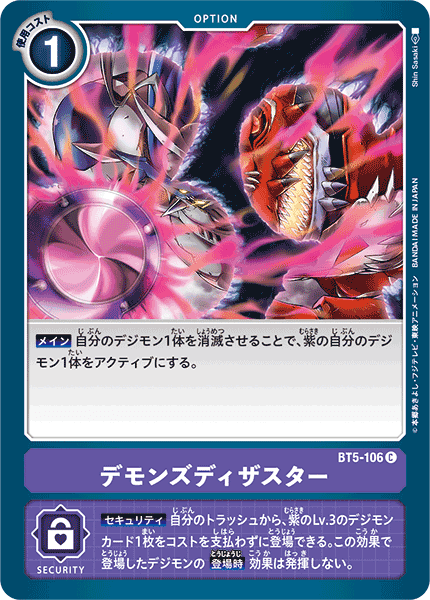 OPTION
使用コスト
1
Shin Sasaki
©本郷あきよし・フジテレビ・東映アニメーション BANDAI MADE IN JAPAN
メイン 自分のデジモン1体を消滅させることで、紫の自分のデジ
モン1体をアクティブにする。
BT5-106 C
デモンズディザスター
セキュリティ 自分のトラッシュから、紫のLv.3のデジモン
カード1枚をコストを支払わずに登場できる。この効果で
登場したデジモンの 登場時 効果は発揮しない。
SECURITY